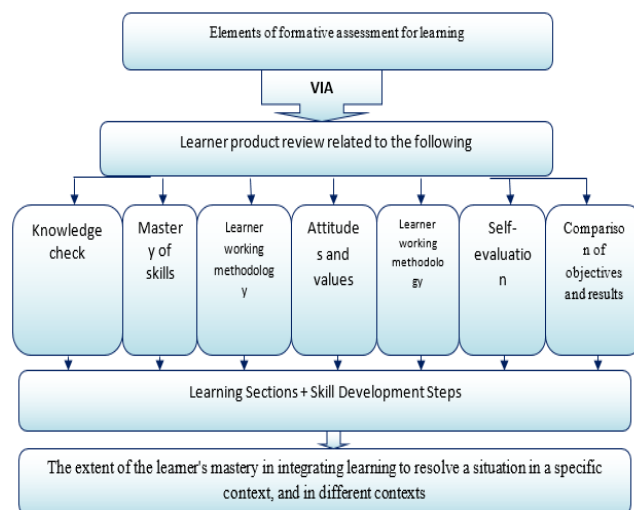 Elements of formative assessment for learning
VIA
Learner product review related to the following
Knowledge
check
Master
y of
skills
Learner
working
methodolog
y
Attitude
s and
values
Learner
working
methodolo
gy
Self-
evaluatio
n
Compariso
n of
objectives
and results
Learning Sections + Skill Development Steps
The extent of the learner's mastery in integrating learning to resolve a situation in a specific
context, and in different contexts